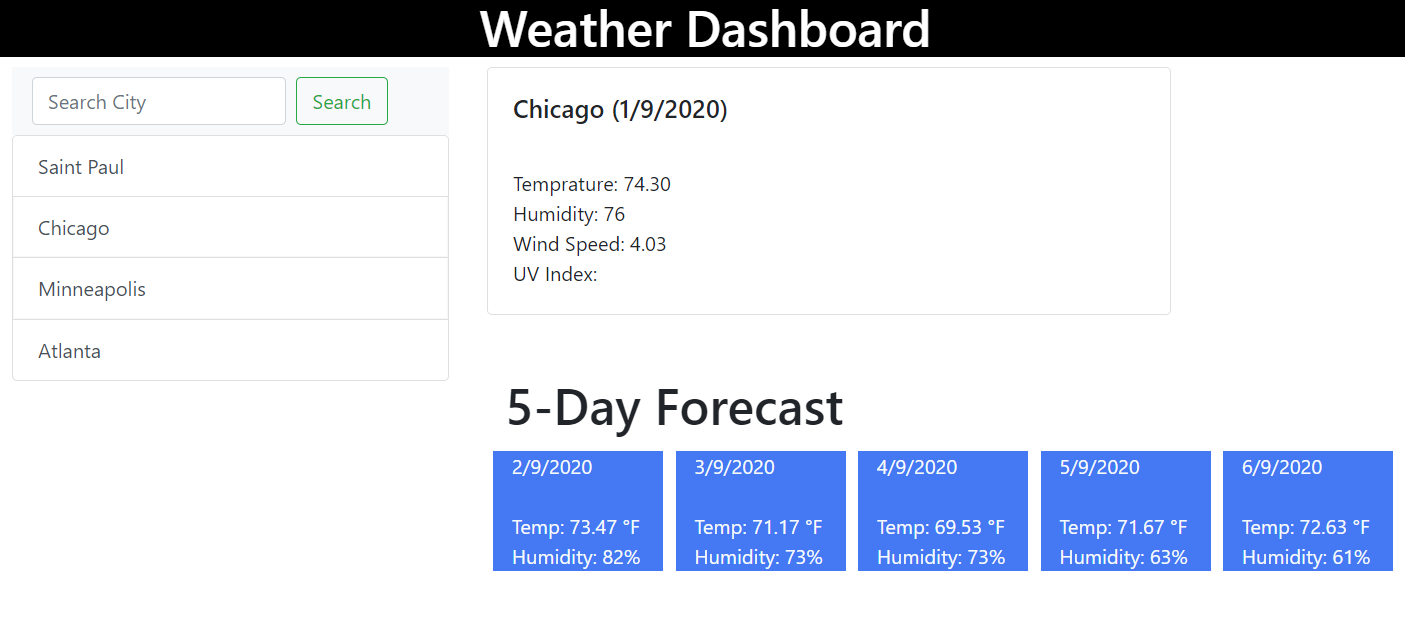 Weather Dashboard
Search City
Search
Saint Paul
Chicago
Minneapolis
Atlanta
Chicago (1/9/2020)
Temprature: 74.30
Humidity: 76
Wind Speed: 4.03
UV Index:
5-Day Forecast
2/9/2020
Temp: 73.47 °F
Humidity: 82%
3/9/2020
Temp: 71.17 °F
Humidity: 73%
4/9/2020
Temp: 69.53 °F
Humidity: 73%
5/9/2020
Temp: 71.67 °F
Humidity: 63%
6/9/2020
Temp: 72.63 °F
Humidity: 61%